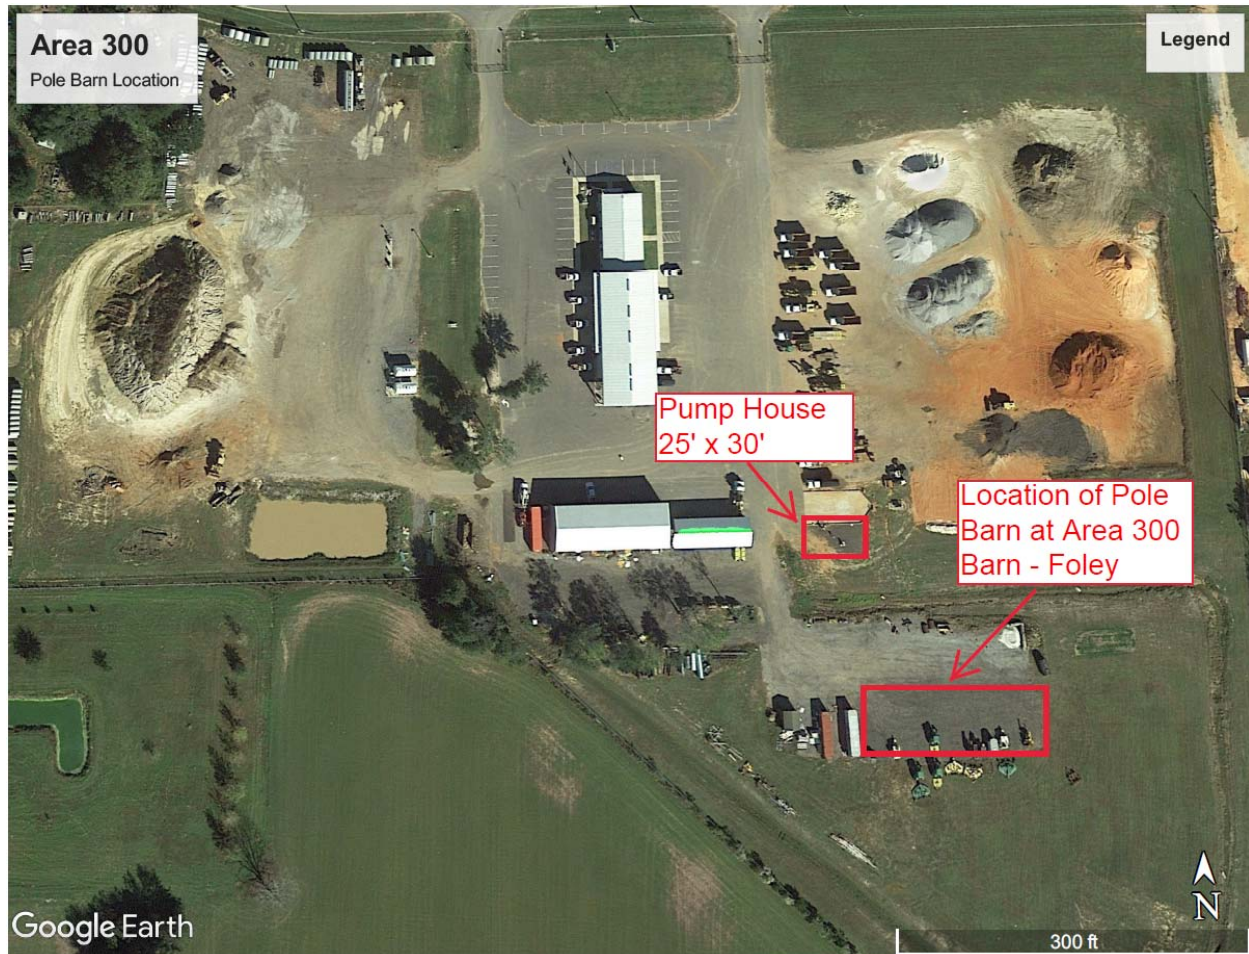 Area 300
Pole Barn Location
Legend
Pump House
25' x 30'
Location of Pole
Barn at Area 300
Barn - Foley
Google Earth
N
300 ft